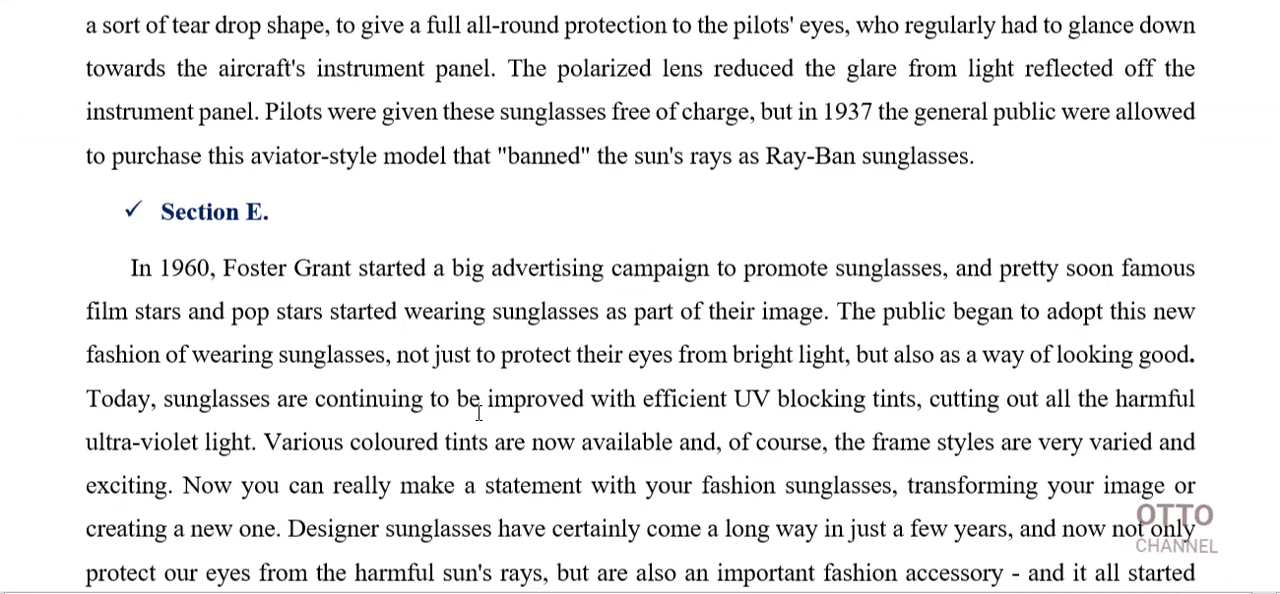 a sort of tear drop shape, to give a full all-round protection to the pilots' eyes, who regularly had to glance down
towards the aircraft's instrument panel. The polarized lens reduced the glare from light reflected off the
instrument panel. Pilots were given these sunglasses free of charge, but in 1937 the general public were allowed
to purchase this aviator-style model that "banned" the sun's rays as Ray-Ban sunglasses.
✓ Section E.
In 1960, Foster Grant started a big advertising campaign to promote sunglasses, and pretty soon famous
film stars and pop stars started wearing sunglasses as part of their image. The public began to adopt this new
fashion of wearing sunglasses, not just to protect their eyes from bright light, but also as a way of looking good.
Today, sunglasses are continuing to be improved with efficient UV blocking tints, cutting out all the harmful
ultra-violet light. Various coloured tints are now available and, of course, the frame styles are very varied and
exciting. Now you can really make a statement with your fashion sunglasses, transforming your image or
creating a new one. Designer sunglasses have certainly come a long way in just a few years, and now not only
protect our eyes from the harmful sun's rays, but are also an important fashion accessory - and it all started
OTTO
CHANNEL